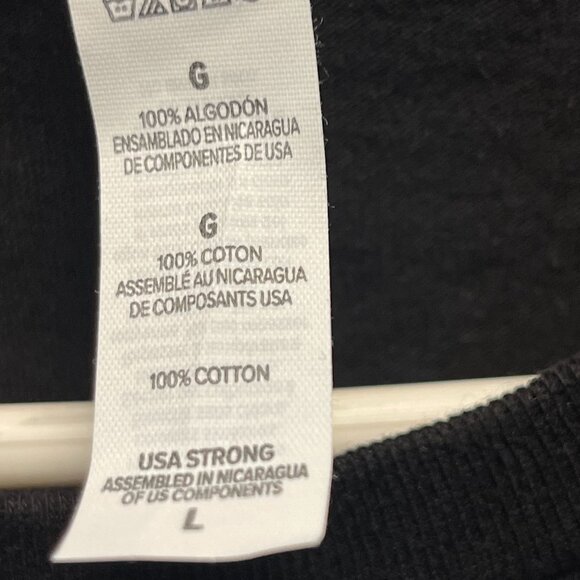 G
100% ALGODÓN
ENSAMBLADO EN NICARAGUA
DE COMPONENTES DE USA
G
100% COTON
ASSEMBLÉ AU NICARAGUA
DE COMPOSANTS USA
100% COTTON
USA STRONG
ASSEMBLED IN NICARAGUA
OF US COMPONENTS
L